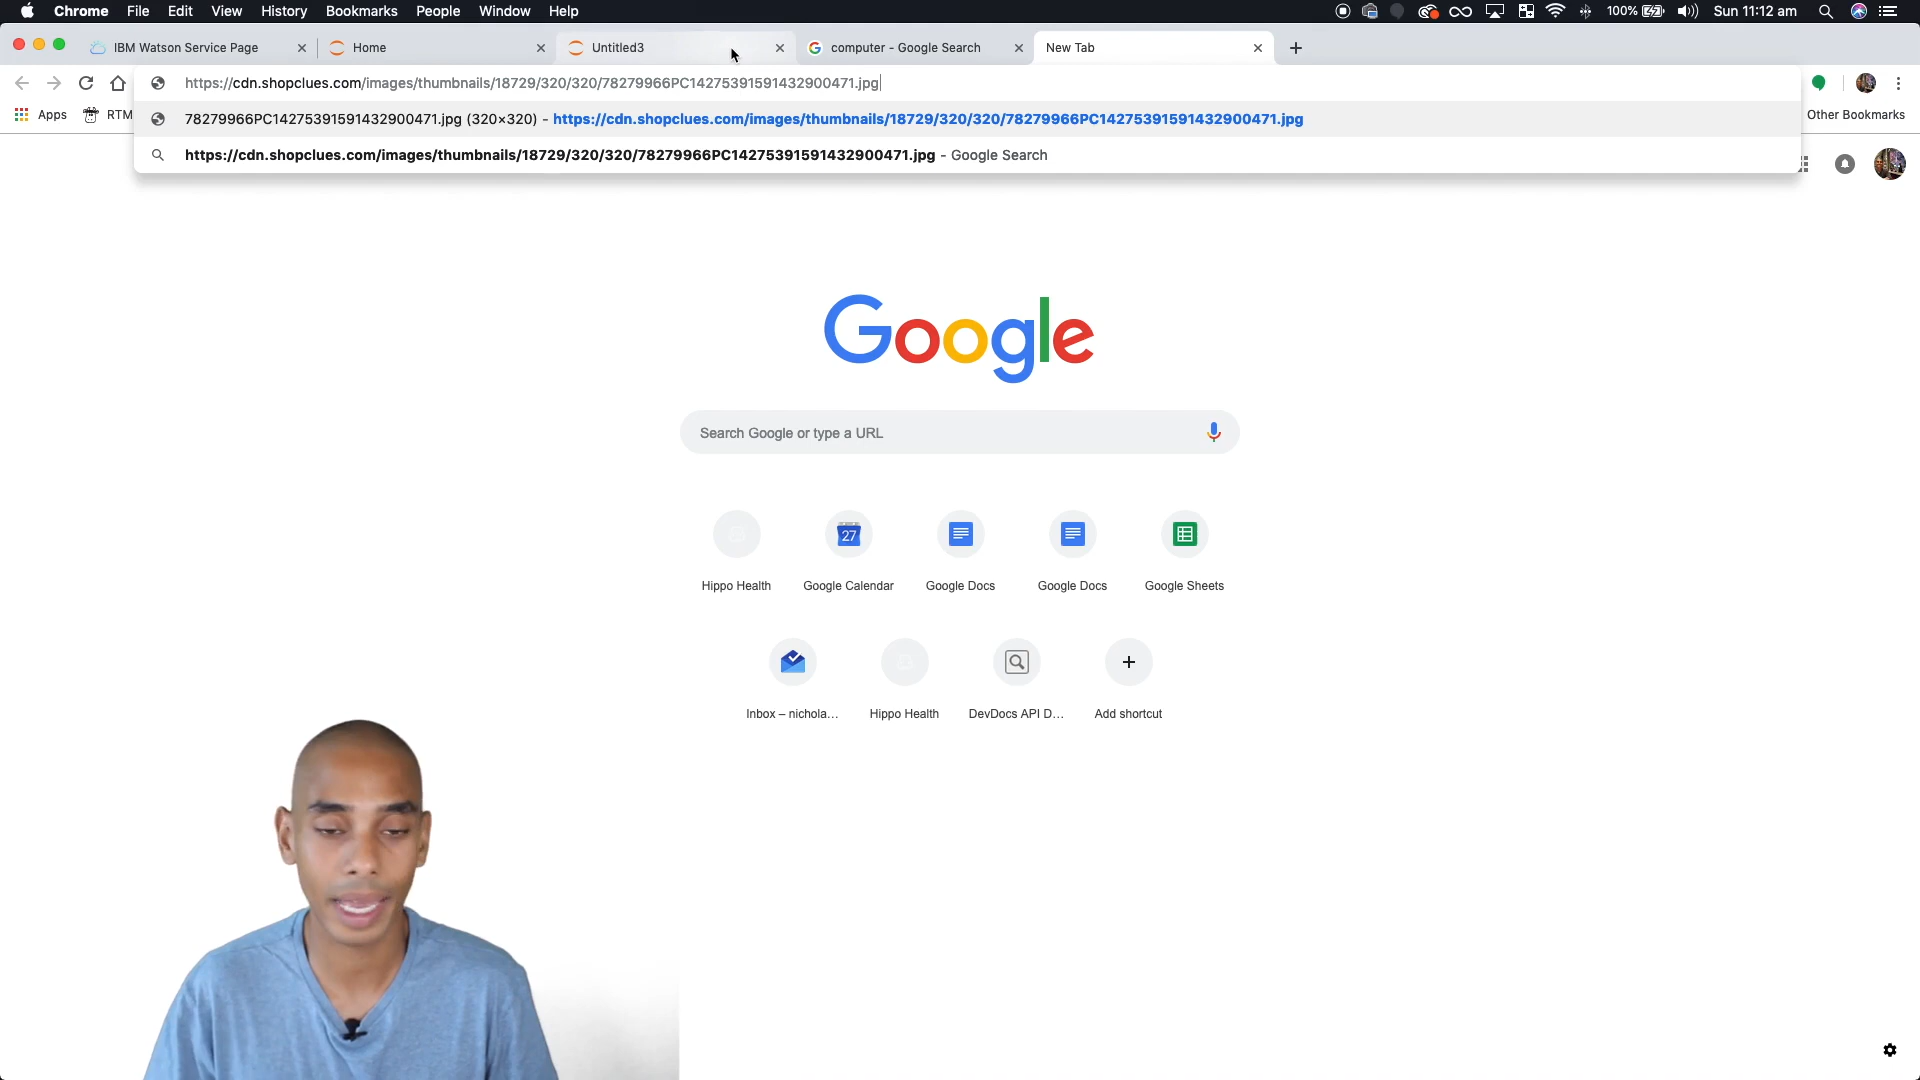 Chrome File Edit View History Bookmarks People Window Help 100% Sun 11:12 am
IBM Watson Service Page Home Untitled3 computer - Google Search New Tab
https://cdn.shopclues.com/images/thumbnails/18729/320/320/78279966PC14275391591432900471.jpg
Apps RTM Other Bookmarks
78279966PC14275391591432900471.jpg (320×320) - https://cdn.shopclues.com/images/thumbnails/18729/320/320/78279966PC14275391591432900471.jpg
https://cdn.shopclues.com/images/thumbnails/18729/320/320/78279966PC14275391591432900471.jpg - Google Search
Google
Search Google or type a URL
27
Hippo Health Google Calendar Google Docs Google Docs Google Sheets
Inbox – nichola... Hippo Health DevDocs API D... Add shortcut